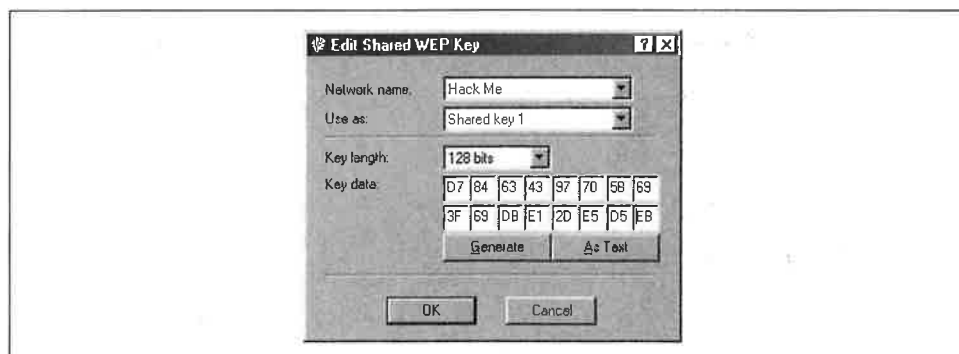 Edit Shared WEP Key
Network name: Hack Me
Use as: Shared key 1
Key length: 128 bits
Key data: D7 84 63 43 97 70 58 69
3F 69 DB E1 2D E5 D5 EB
Generate As Text
OK Cancel